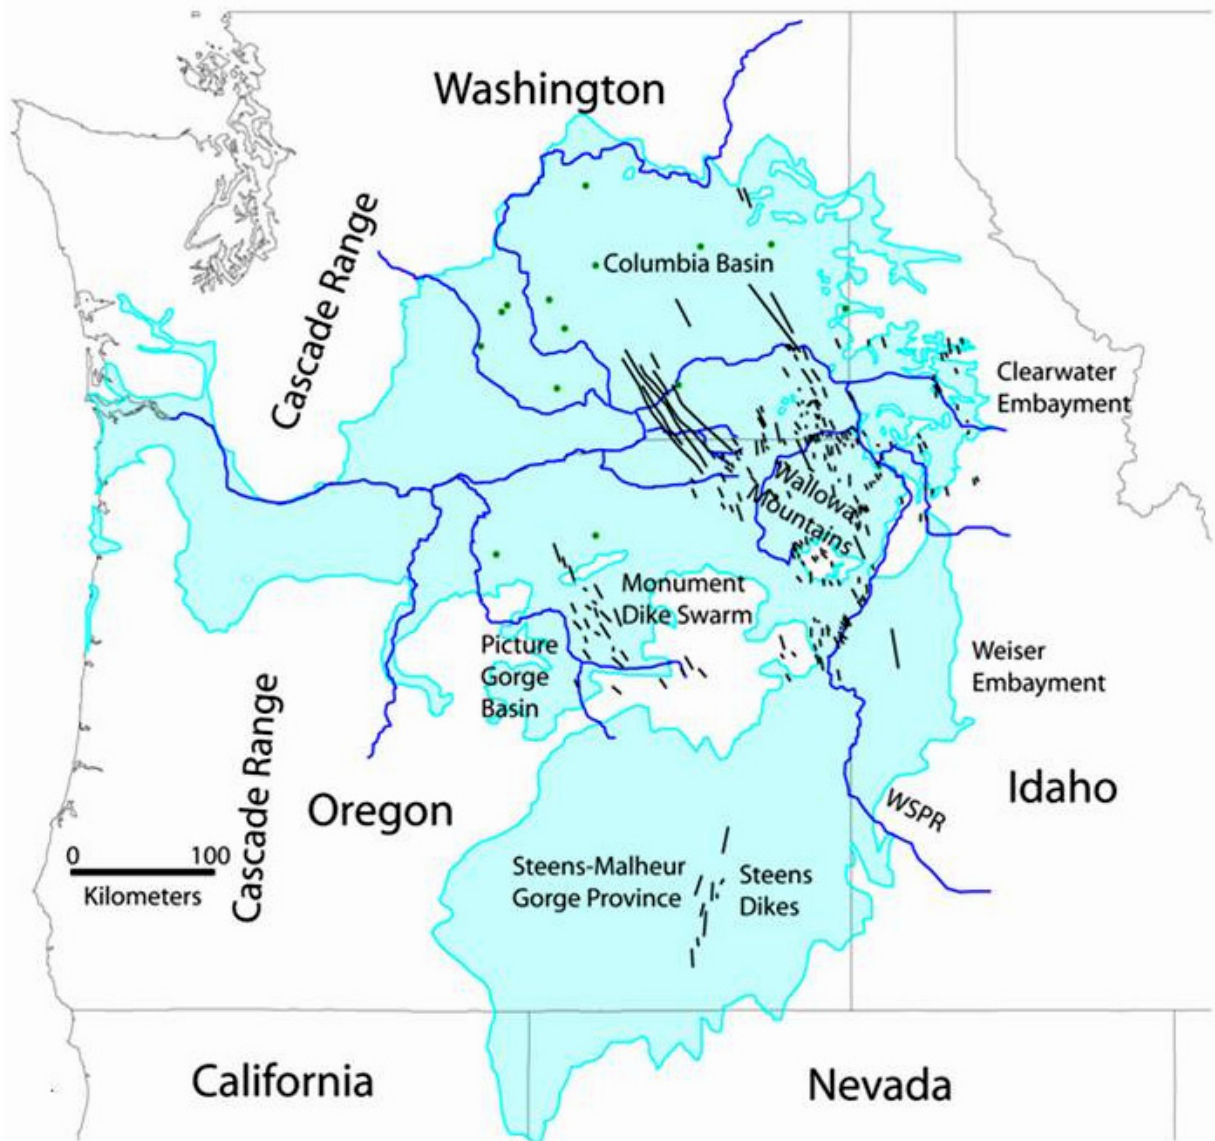 Washington
Cascade Range
Columbia Basin
Clearwater
Embayment
Wallowa
Mountains
Monument
Dike Swarm
Picture
Gorge
Basin
Weiser
Embayment
Cascade Range
Oregon
Idaho
WSPR
0 100
Kilometers
Steens-Malheur
Gorge Province
Steens
Dikes
California
Nevada